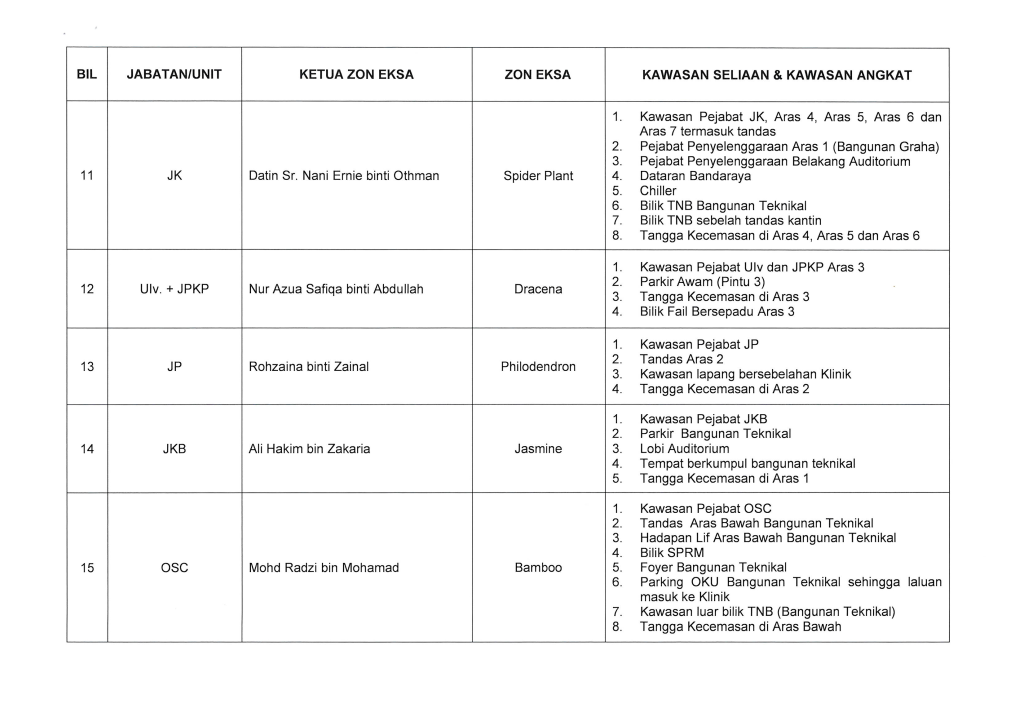 BIL JABATAN/UNIT KETUA ZON EKSA ZON EKSA KAWASAN SELIAAN & KAWASAN ANGKAT
11 JK Datin Sr. Nani Ernie binti Othman Spider Plant
1. Kawasan Pejabat JK, Aras 4, Aras 5, Aras 6 dan
Aras 7 termasuk tandas
2. Pejabat Penyelenggaraan Aras 1 (Bangunan Graha)
3. Pejabat Penyelenggaraan Belakang Auditorium
4. Dataran Bandaraya
5. Chiller
6. Bilik TNB Bangunan Teknikal
7. Bilik TNB sebelah tandas kantin
8. Tangga Kecemasan di Aras 4, Aras 5 dan Aras 6
12 Ulv. + JPKP Nur Azua Safiqa binti Abdullah Dracena
1. Kawasan Pejabat Ulv dan JPKP Aras 3
2. Parkir Awam (Pintu 3)
3. Tangga Kecemasan di Aras 3
4. Bilik Fail Bersepadu Aras 3
13 JP Rohzaina binti Zainal Philodendron
1. Kawasan Pejabat JP
2. Tandas Aras 2
3. Kawasan lapang bersebelahan Klinik
4. Tangga Kecemasan di Aras 2
14 JKB Ali Hakim bin Zakaria Jasmine
1. Kawasan Pejabat JKB
2. Parkir Bangunan Teknikal
3. Lobi Auditorium
4. Tempat berkumpul bangunan teknikal
5. Tangga Kecemasan di Aras 1
15 OSC Mohd Radzi bin Mohamad Bamboo
1. Kawasan Pejabat OSC
2. Tandas Aras Bawah Bangunan Teknikal
3. Hadapan Lif Aras Bawah Bangunan Teknikal
4. Bilik SPRM
5. Foyer Bangunan Teknikal
6. Parking OKU Bangunan Teknikal sehingga laluan
masuk ke Klinik
7. Kawasan luar bilik TNB (Bangunan Teknikal)
8. Tangga Kecemasan di Aras Bawah